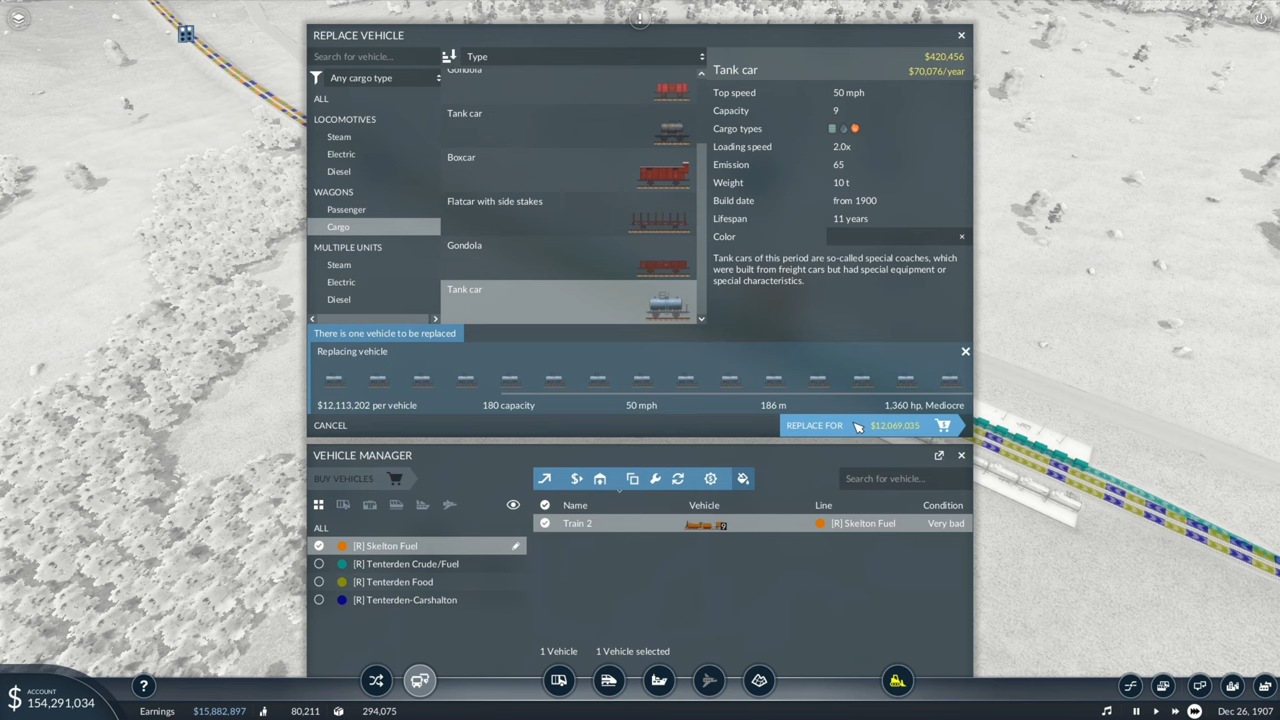 REPLACE VEHICLE
Search for vehicle...
Type
$420,456
Any cargo type
Gondola
Tank car
$70,076/year
ALL
Top speed 50 mph
LOCOMOTIVES
Tank car
Capacity 9
Steam
Cargo types
Electric
Boxcar
Loading speed 2.0x
Diesel
Emission 65
WAGONS
Flatcar with side stakes
Weight 10 t
Passenger
Build date from 1900
Cargo
Lifespan 11 years
MULTIPLE UNITS
Gondola
Color
Steam
Tank cars of this period are so-called special coaches, which
were built from freight cars but had special equipment or
special characteristics.
Electric
Tank car
Diesel
There is one vehicle to be replaced
Replacing vehicle
$12,113,202 per vehicle 180 capacity 50 mph 186 m 1,360 hp, Mediocre
CANCEL
REPLACE FOR $12,069,035
VEHICLE MANAGER
BUY VEHICLES
Search for vehicle...
Name Vehicle Line Condition
ALL
Train 2 [R] Skelton Fuel Very bad
[R] Skelton Fuel
[R] Tenterden Crude/Fuel
[R] Tenterden Food
[R] Tenterden-Carshalton
1 Vehicle 1 Vehicle selected
$ ACCOUNT
154,291,034
?
Earnings $15,882,897 80,211 294,075
Dec 26, 1907